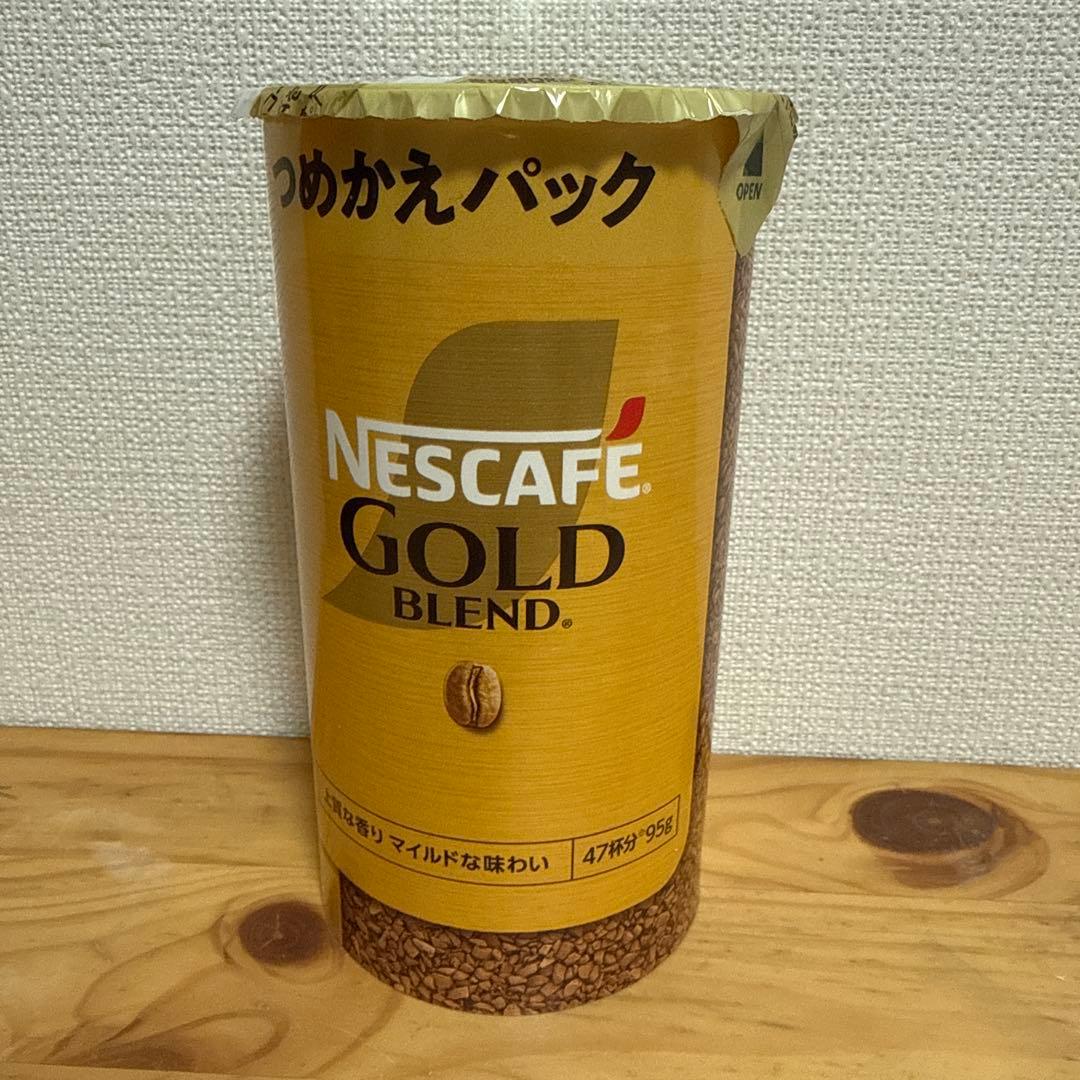 つめかえパック
OPEN
NESCAFÉ®
GOLD
BLEND®
上質な香り マイルドな味わい
47杯分※95g